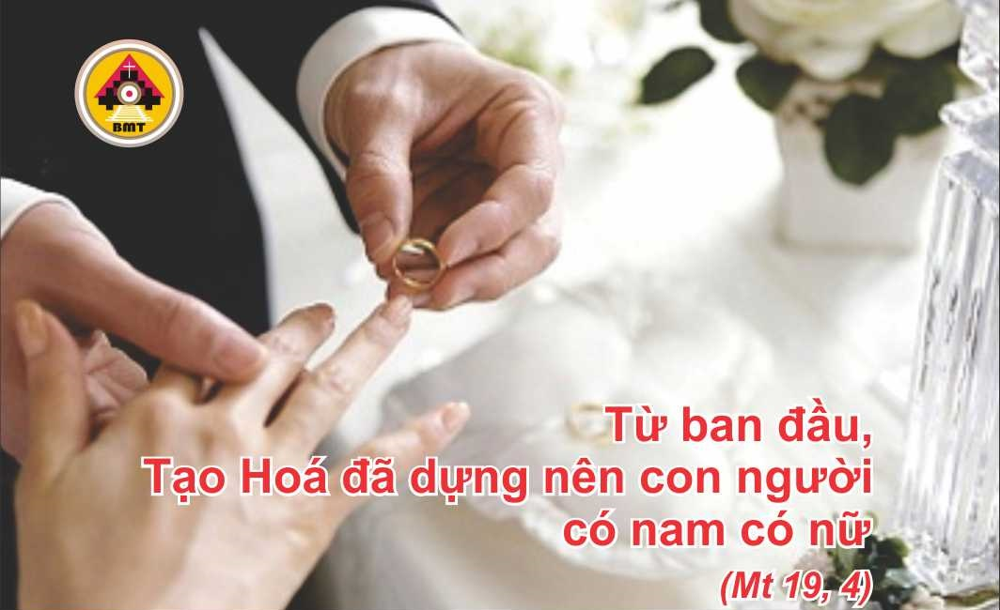 BMT
Từ ban đầu,
Tạo Hoá đã dựng nên con người
có nam có nữ
(Mt 19, 4)